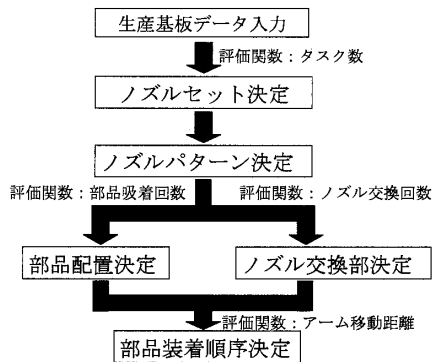 生産基板データ入力
評価関数：タスク数
ノズルセット決定
ノズルパターン決定
評価関数：部品吸着回数
評価関数：ノズル交換回数
部品配置決定
ノズル交換部決定
評価関数：アーム移動距離
部品装着順序決定